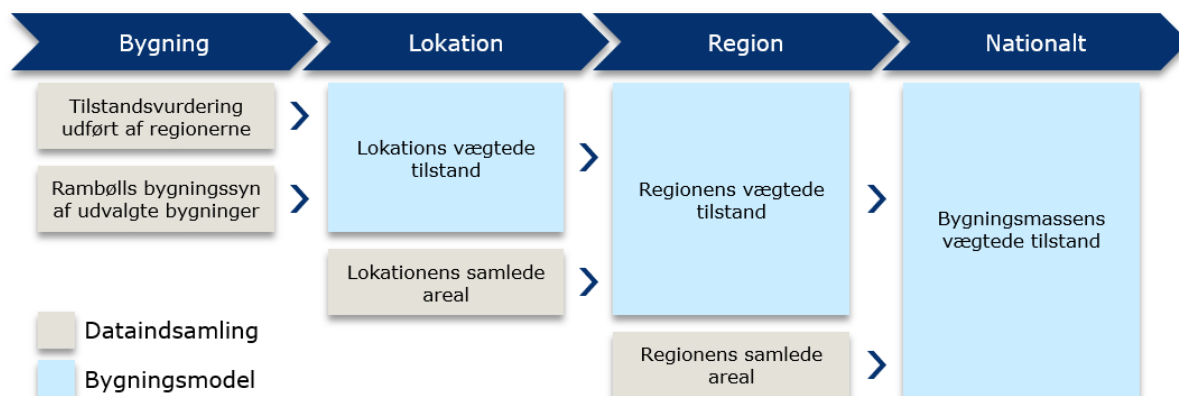 Bygning
Lokation
Region
Nationalt
Tilstandsvurdering
udført af regionerne
Rambølls bygningssyn
af udvalgte bygninger
Lokations vægtede
tilstand
Lokationens samlede
areal
Regionens vægtede
tilstand
Regionens samlede
areal
Bygningsmassens
vægtede tilstand
Dataindsamling
Bygningsmodel